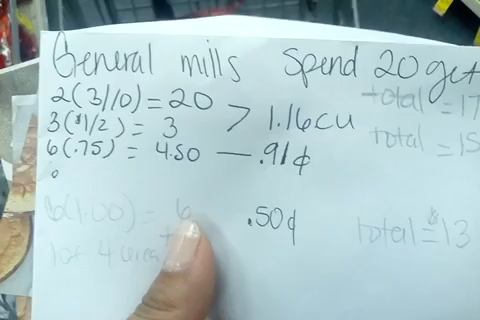 General mills Spend 20 get
2(3/10) = 20
total = 17
3($1/2) = 3 > 1.16cu
total = 15
6(.75) = 4.50 — .91¢
6(1.00) = 6 .50¢ total = 13